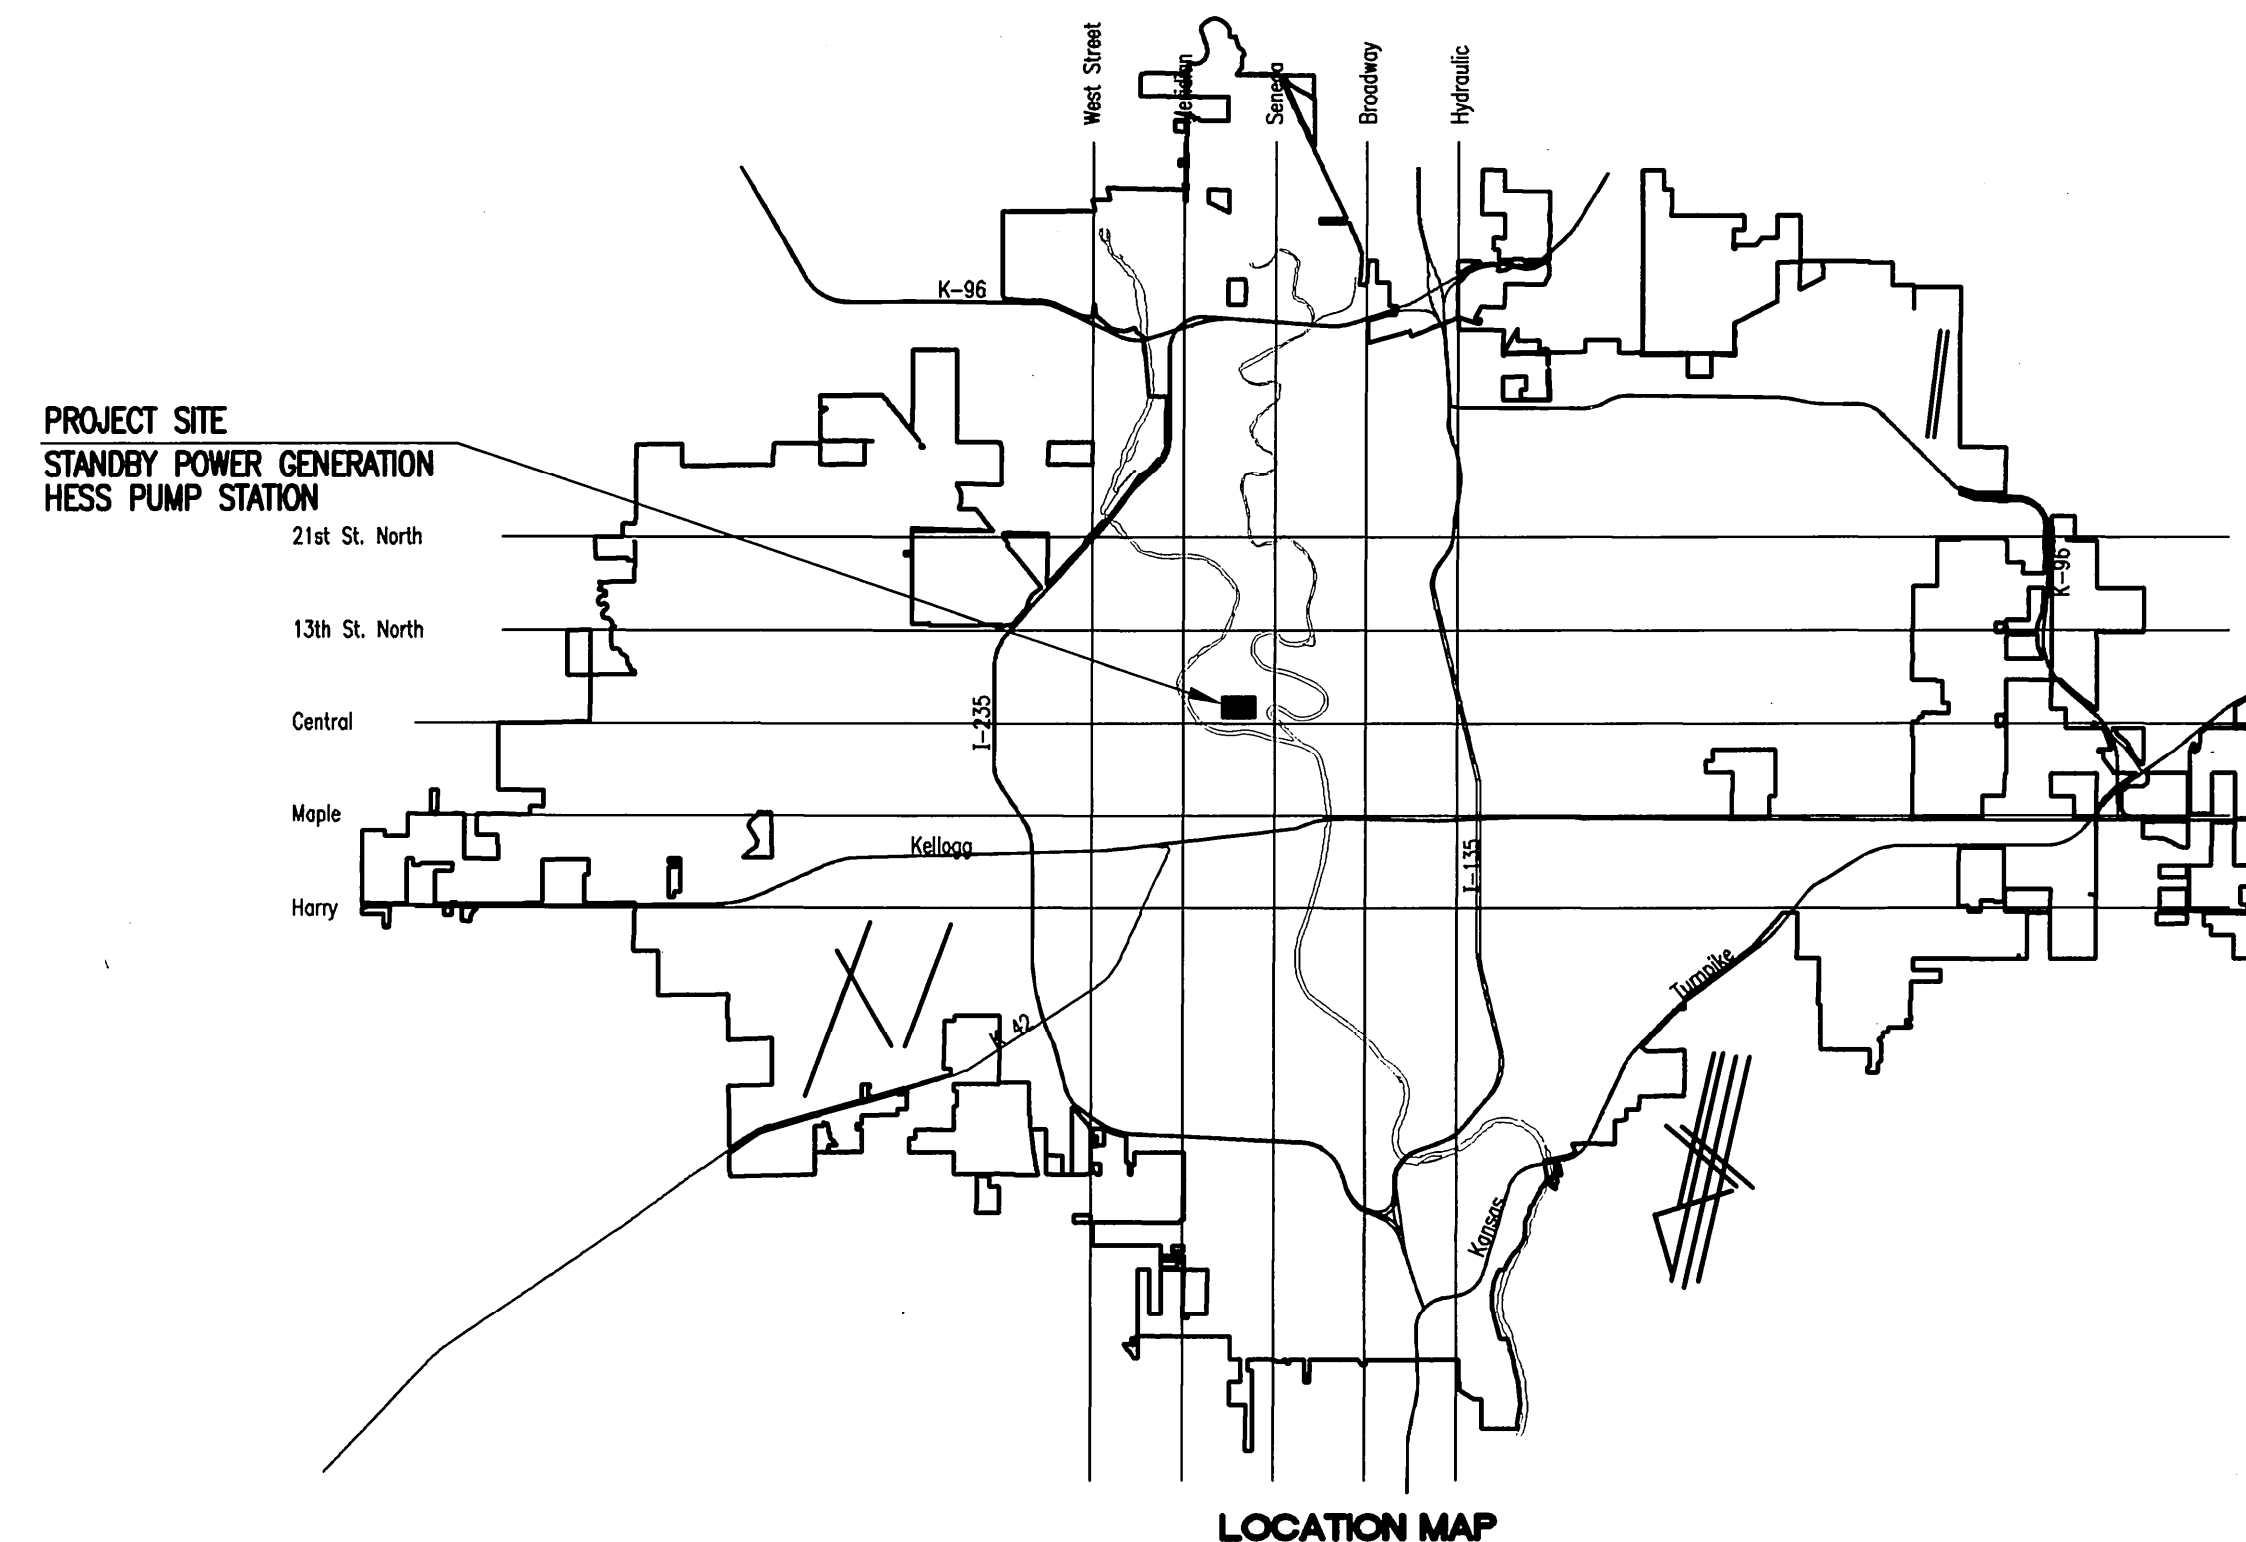 West Street
Meridian
Seneca
Broadway
Hydraulic
K-96
PROJECT SITE
STANDBY POWER GENERATION
HESS PUMP STATION
21st St. North
K-96
13th St. North
I-235
Central
Maple
Kellogg
I-135
Harry
Turnpike
K 42
Kansas
LOCATION MAP